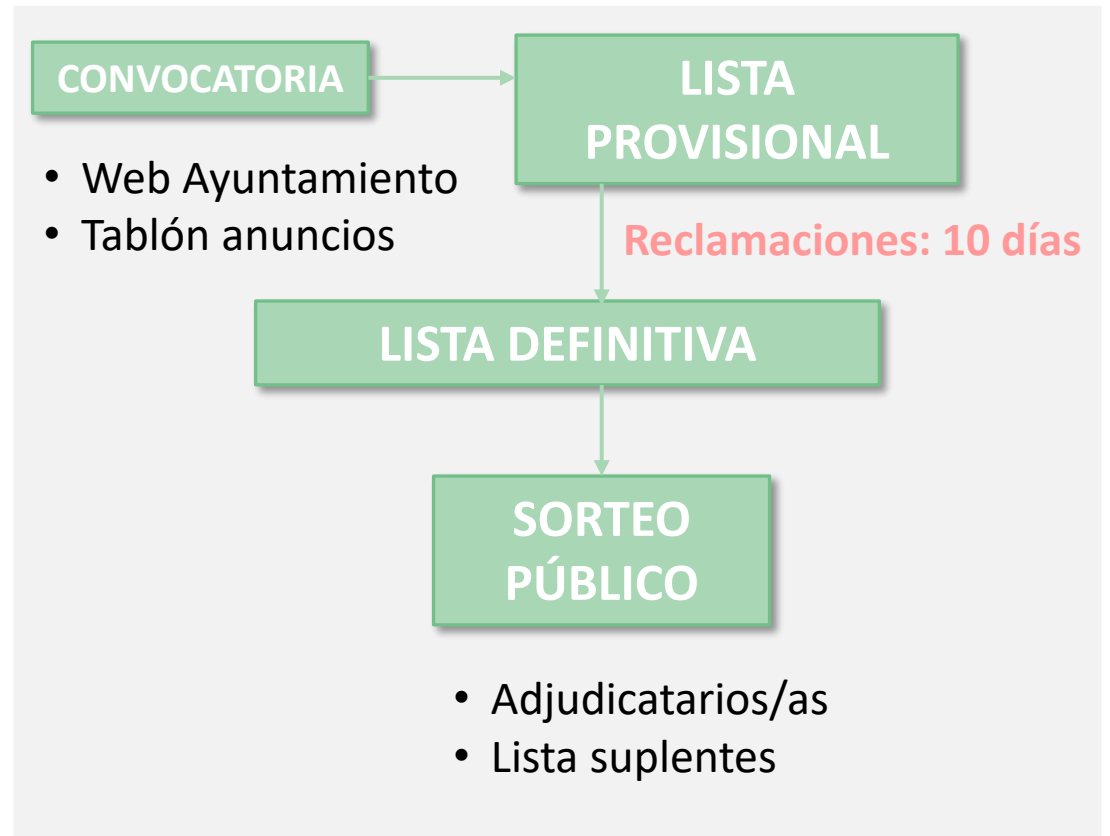 CONVOCATORIA
LISTA
PROVISIONAL
• Web Ayuntamiento
• Tablón anuncios
Reclamaciones: 10 días
LISTA DEFINITIVA
SORTEO
PÚBLICO
• Adjudicatarios/as
• Lista suplentes